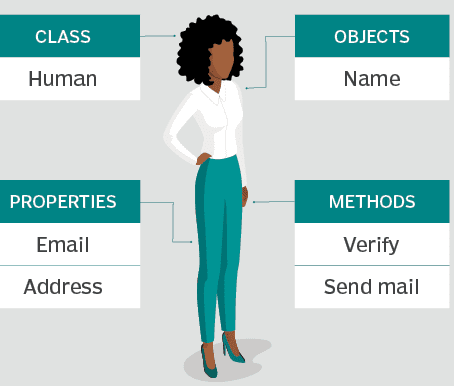 CLASS
Human
OBJECTS
Name
PROPERTIES
Email
Address
METHODS
Verify
Send mail